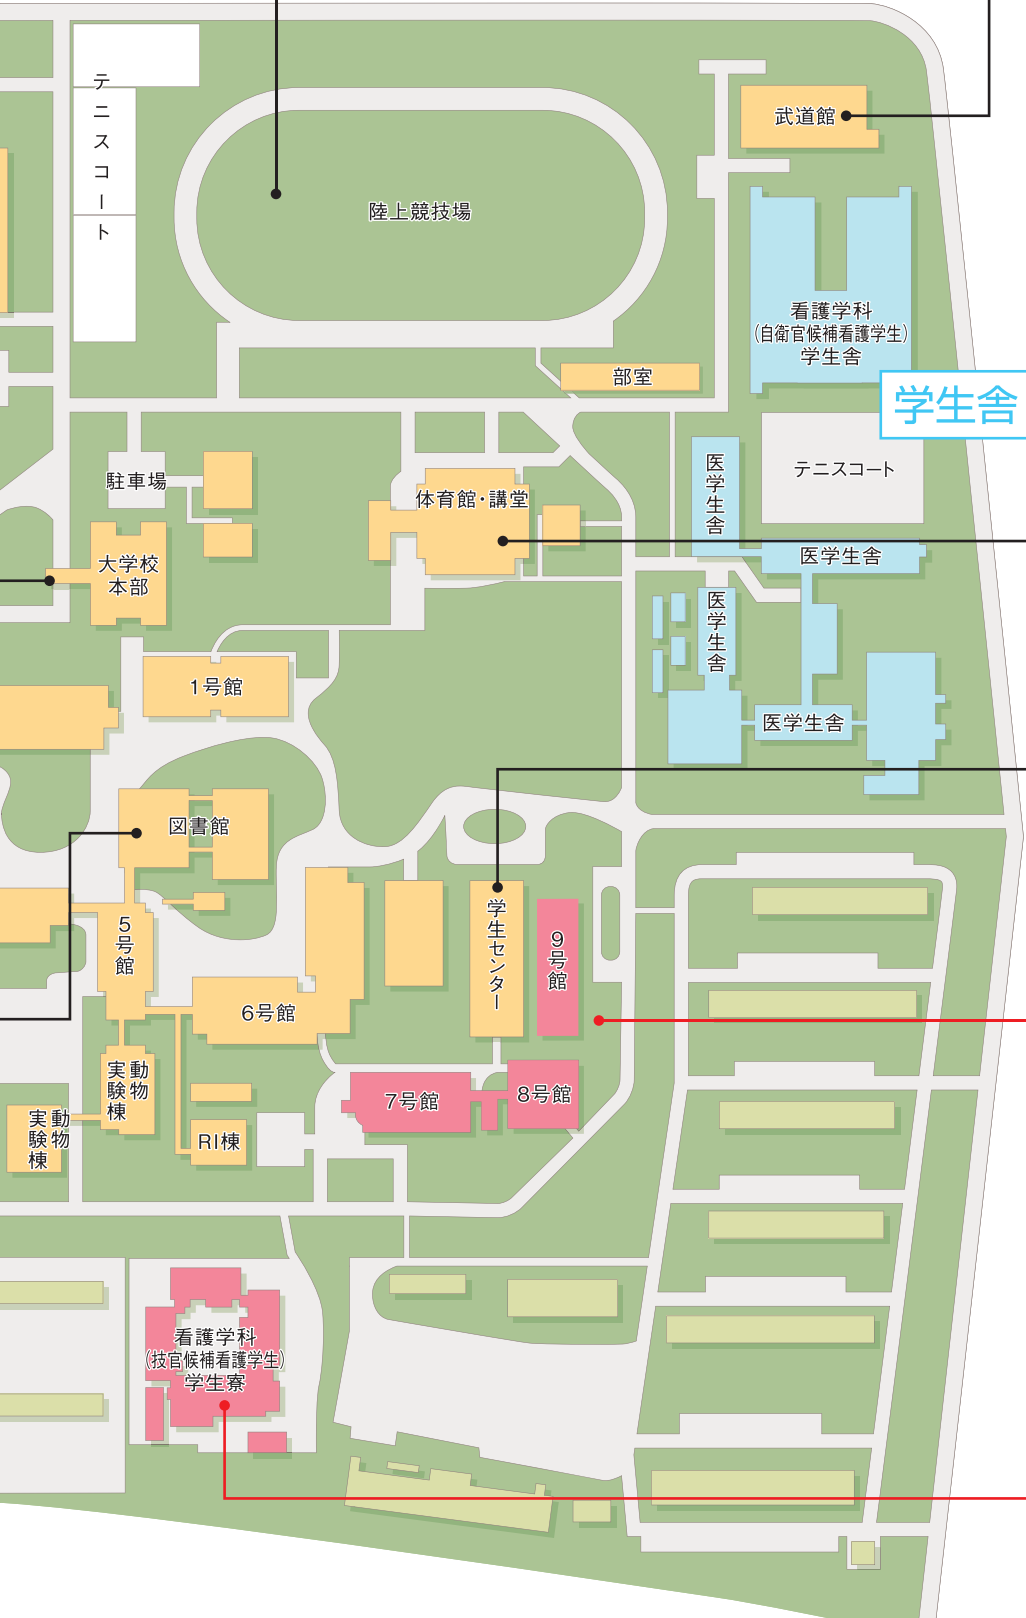 テニスコート
武道館
陸上競技場
看護学科
（自衛官候補看護学生）
学生舎
部室
学生舎
医学生舎
テニスコート
駐車場
体育館・講堂
大学校
本部
医学生舎
医学生舎
1号館
医学生舎
図書館
学生センター
5号館
9号館
6号館
動物
実験棟
7号館
8号館
動物
実験棟
RI棟
看護学科
（技官候補看護学生）
学生寮